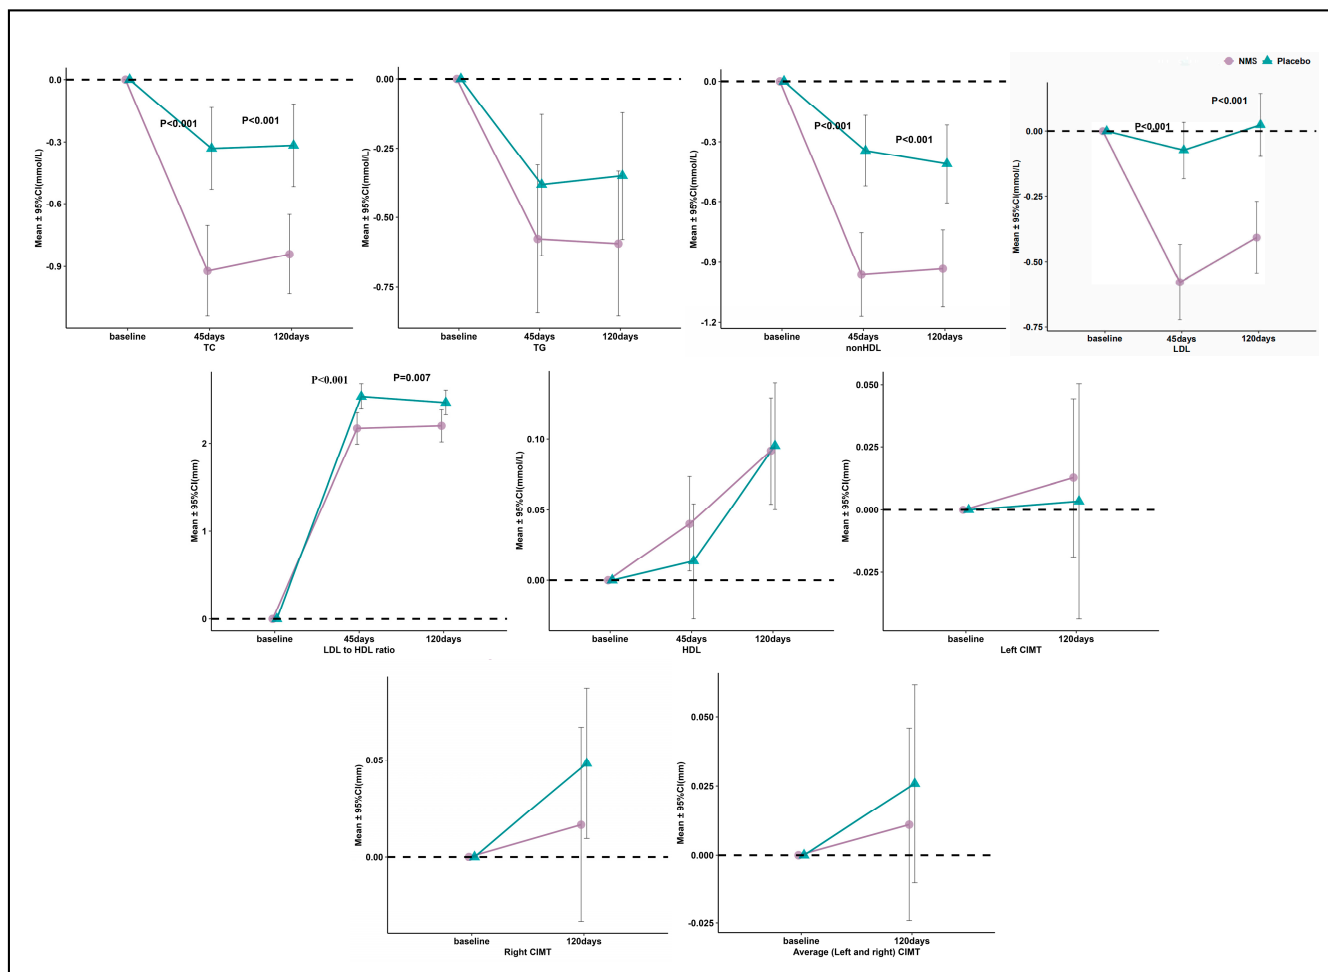 NMS Placebo
0.0
-0.3
-0.6
-0.9
Mean ± 95%CI(mmol/L)
P<0.001
P<0.001
baseline 45days 120days
TC
0.00
-0.25
-0.50
-0.75
Mean ± 95%CI(mmol/L)
baseline 45days 120days
TG
0.0
-0.3
-0.6
-0.9
-1.2
Mean ± 95%CI(mmol/L)
P<0.001
P<0.001
baseline 45days 120days
nonHDL
0.00
-0.25
-0.50
-0.75
Mean ± 95%CI(mmol/L)
P<0.001
P<0.001
baseline 45days 120days
LDL
2
1
0
Mean ± 95%CI(mm)
P<0.001
P=0.007
baseline 45days 120days
LDL to HDL ratio
0.10
0.05
0.00
Mean ± 95%CI(mmol/L)
baseline 45days 120days
HDL
0.050
0.025
0.000
-0.025
Mean ± 95%CI(mm)
baseline 120days
Left CIMT
0.05
0.00
Mean ± 95%CI(mm)
baseline 120days
Right CIMT
0.050
0.025
0.000
-0.025
Mean ± 95%CI(mm)
baseline 120days
Average (Left and right) CIMT